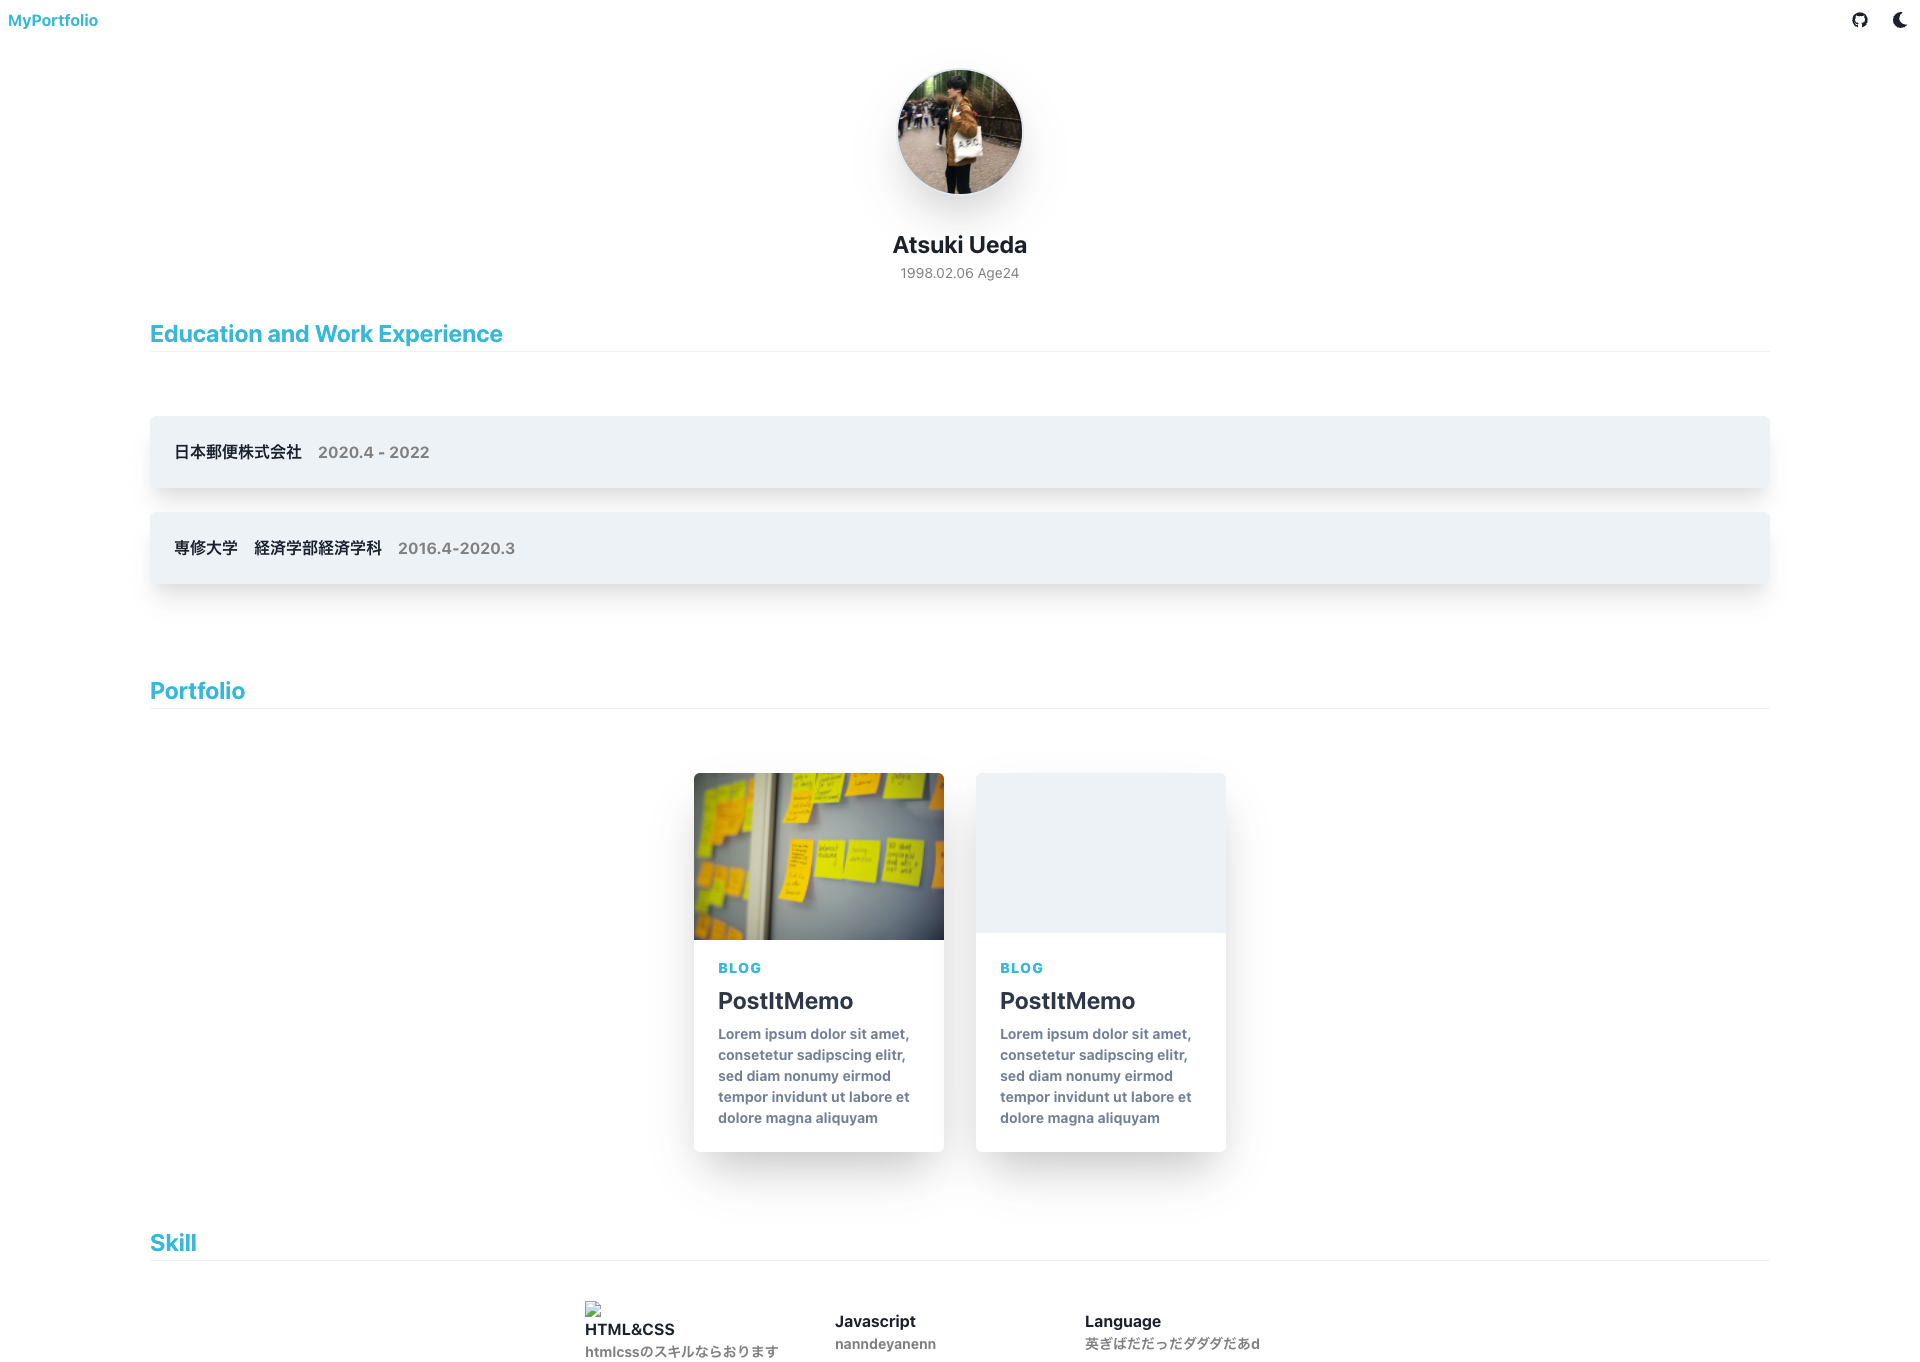 MyPortfolio
A.P.C.
Atsuki Ueda
1998.02.06 Age24
Education and Work Experience
日本郵便株式会社 2020.4 - 2022
専修大学　経済学部経済学科 2016.4-2020.3
Portfolio
BLOG
PostItMemo
Lorem ipsum dolor sit amet,
consetetur sadipscing elitr,
sed diam nonumy eirmod
tempor invidunt ut labore et
dolore magna aliquyam
BLOG
PostItMemo
Lorem ipsum dolor sit amet,
consetetur sadipscing elitr,
sed diam nonumy eirmod
tempor invidunt ut labore et
dolore magna aliquyam
Skill
HTML&CSS
htmlcssのスキルならおります
Javascript
nanndeyanenn
Language
英ぎばだだっだダダダだあd